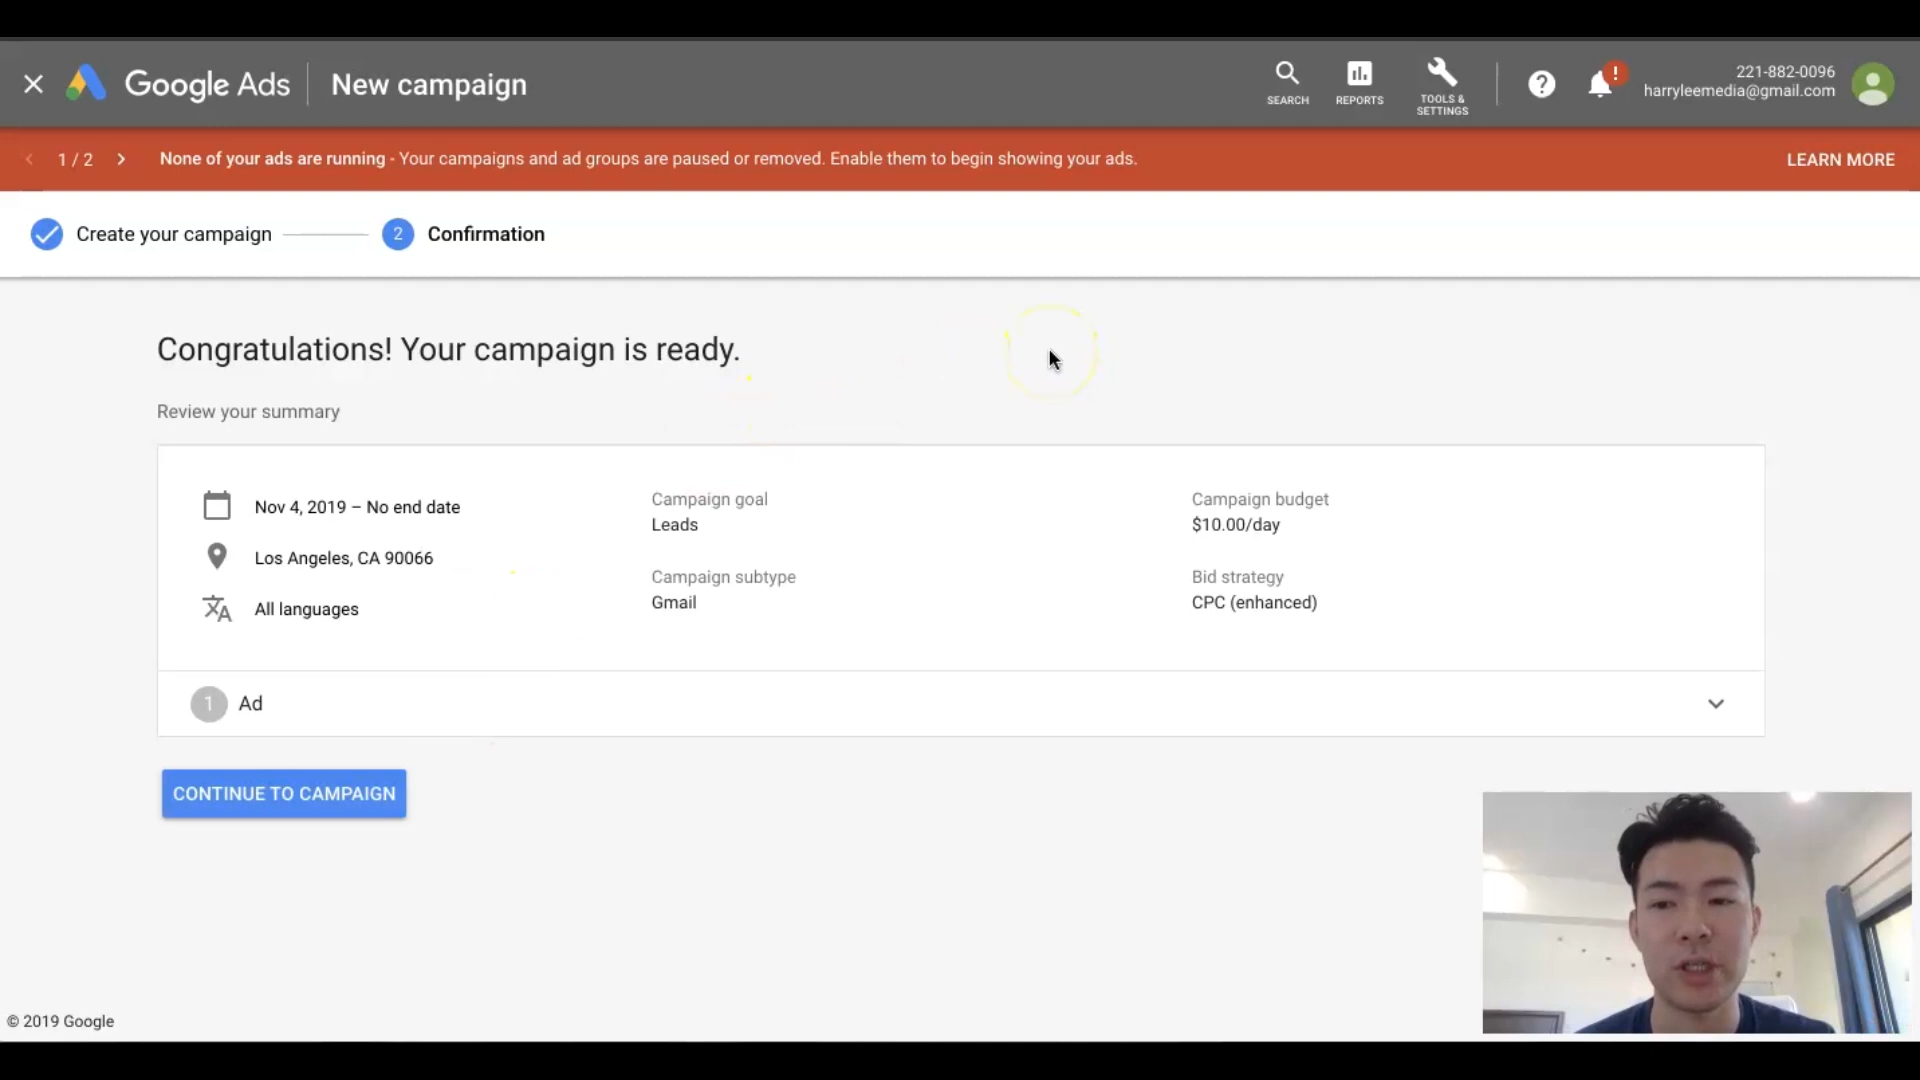 Google Ads New campaign
SEARCH
REPORTS
TOOLS &
SETTINGS
?
!
221-882-0096
harryleemedia@gmail.com
1 / 2
None of your ads are running - Your campaigns and ad groups are paused or removed. Enable them to begin showing your ads.
LEARN MORE
Create your campaign
2 Confirmation
Congratulations! Your campaign is ready.
Review your summary
Nov 4, 2019 – No end date
Los Angeles, CA 90066
All languages
Campaign goal
Leads
Campaign subtype
Gmail
Campaign budget
$10.00/day
Bid strategy
CPC (enhanced)
1 Ad
CONTINUE TO CAMPAIGN
© 2019 Google